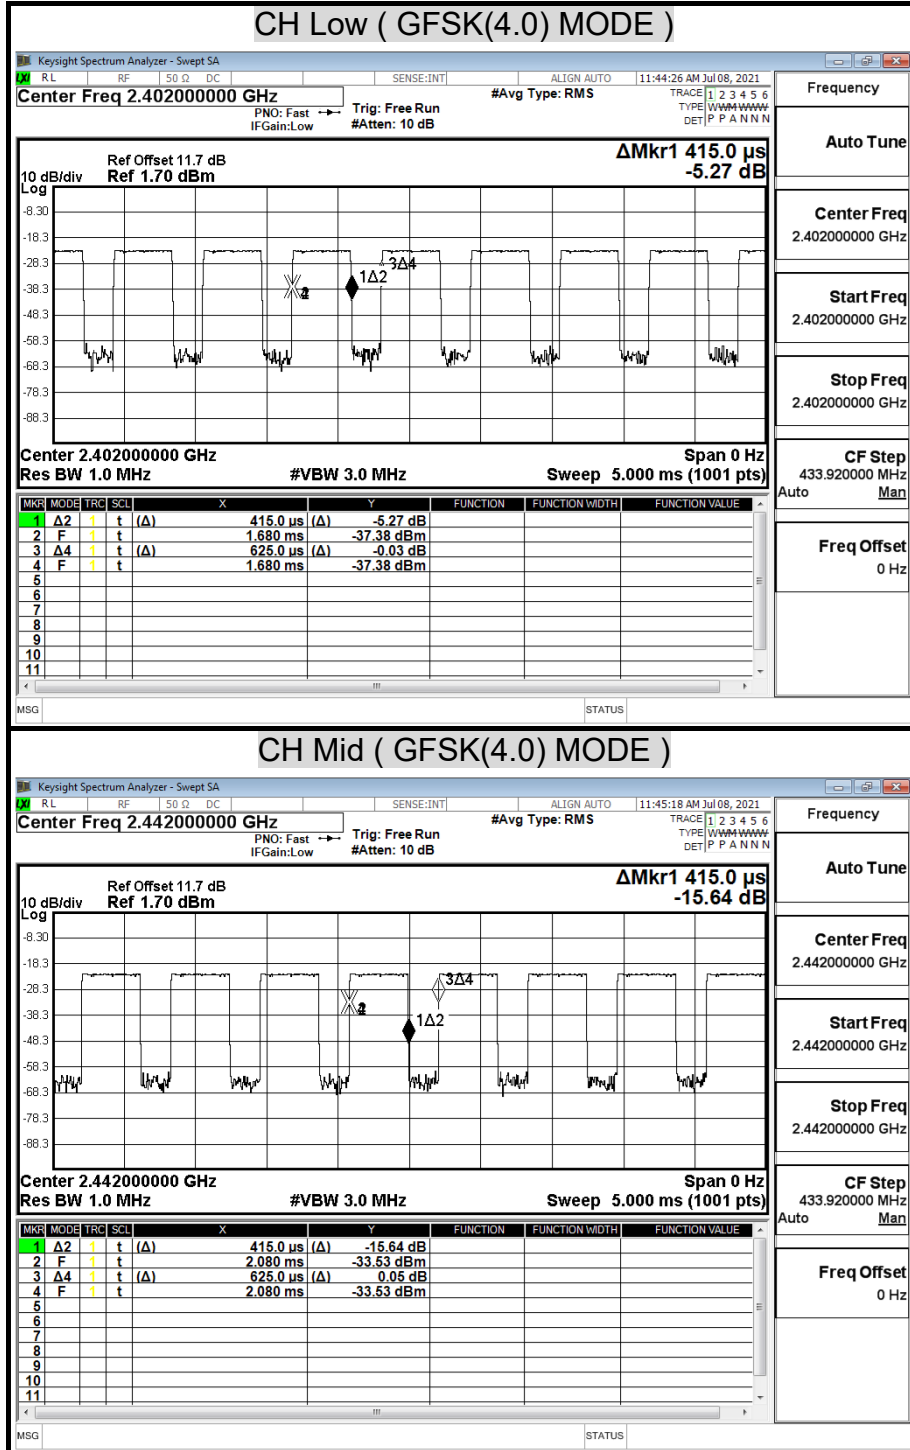 CH Low ( GFSK(4.0) MODE )
Keysight Spectrum Analyzer - Swept SA
LXI RL RF 50 Ω DC SENSE:INT ALIGN AUTO 11:44:26 AM Jul 08, 2021
Center Freq 2.402000000 GHz #Avg Type: RMS TRACE 1 2 3 4 5 6
PNO: Fast Trig: Free Run TYPE WWMWWWW
IFGain:Low #Atten: 10 dB DET P P A N N N
Frequency
Auto Tune
Center Freq
2.402000000 GHz
Start Freq
2.402000000 GHz
Stop Freq
2.402000000 GHz
CF Step
433.920000 MHz
Auto Man
Freq Offset
0 Hz
ΔMkr1 415.0 µs
-5.27 dB
Ref Offset 11.7 dB
10 dB/div Ref 1.70 dBm
Log
-8.30
-18.3
-28.3
-38.3
-48.3
-58.3
-68.3
-78.3
-88.3
3Δ4
1Δ2
Center 2.402000000 GHz Span 0 Hz
Res BW 1.0 MHz #VBW 3.0 MHz Sweep 5.000 ms (1001 pts)
MKR MODE TRC SCL X Y FUNCTION FUNCTION WIDTH FUNCTION VALUE
1 Δ2 1 t (Δ) 415.0 µs (Δ) -5.27 dB
2 F 1 t 1.680 ms -37.38 dBm
3 Δ4 1 t (Δ) 625.0 µs (Δ) -0.03 dB
4 F 1 t 1.680 ms -37.38 dBm
5
6
7
8
9
10
11
MSG STATUS
CH Mid ( GFSK(4.0) MODE )
Keysight Spectrum Analyzer - Swept SA
LXI RL RF 50 Ω DC SENSE:INT ALIGN AUTO 11:45:18 AM Jul 08, 2021
Center Freq 2.442000000 GHz #Avg Type: RMS TRACE 1 2 3 4 5 6
PNO: Fast Trig: Free Run TYPE WWMWWWW
IFGain:Low #Atten: 10 dB DET P P A N N N
Frequency
Auto Tune
Center Freq
2.442000000 GHz
Start Freq
2.442000000 GHz
Stop Freq
2.442000000 GHz
CF Step
433.920000 MHz
Auto Man
Freq Offset
0 Hz
ΔMkr1 415.0 µs
-15.64 dB
Ref Offset 11.7 dB
10 dB/div Ref 1.70 dBm
Log
-8.30
-18.3
-28.3
-38.3
-48.3
-58.3
-68.3
-78.3
-88.3
3Δ4
1Δ2
Center 2.442000000 GHz Span 0 Hz
Res BW 1.0 MHz #VBW 3.0 MHz Sweep 5.000 ms (1001 pts)
MKR MODE TRC SCL X Y FUNCTION FUNCTION WIDTH FUNCTION VALUE
1 Δ2 1 t (Δ) 415.0 µs (Δ) -15.64 dB
2 F 1 t 2.080 ms -33.53 dBm
3 Δ4 1 t (Δ) 625.0 µs (Δ) 0.05 dB
4 F 1 t 2.080 ms -33.53 dBm
5
6
7
8
9
10
11
MSG STATUS